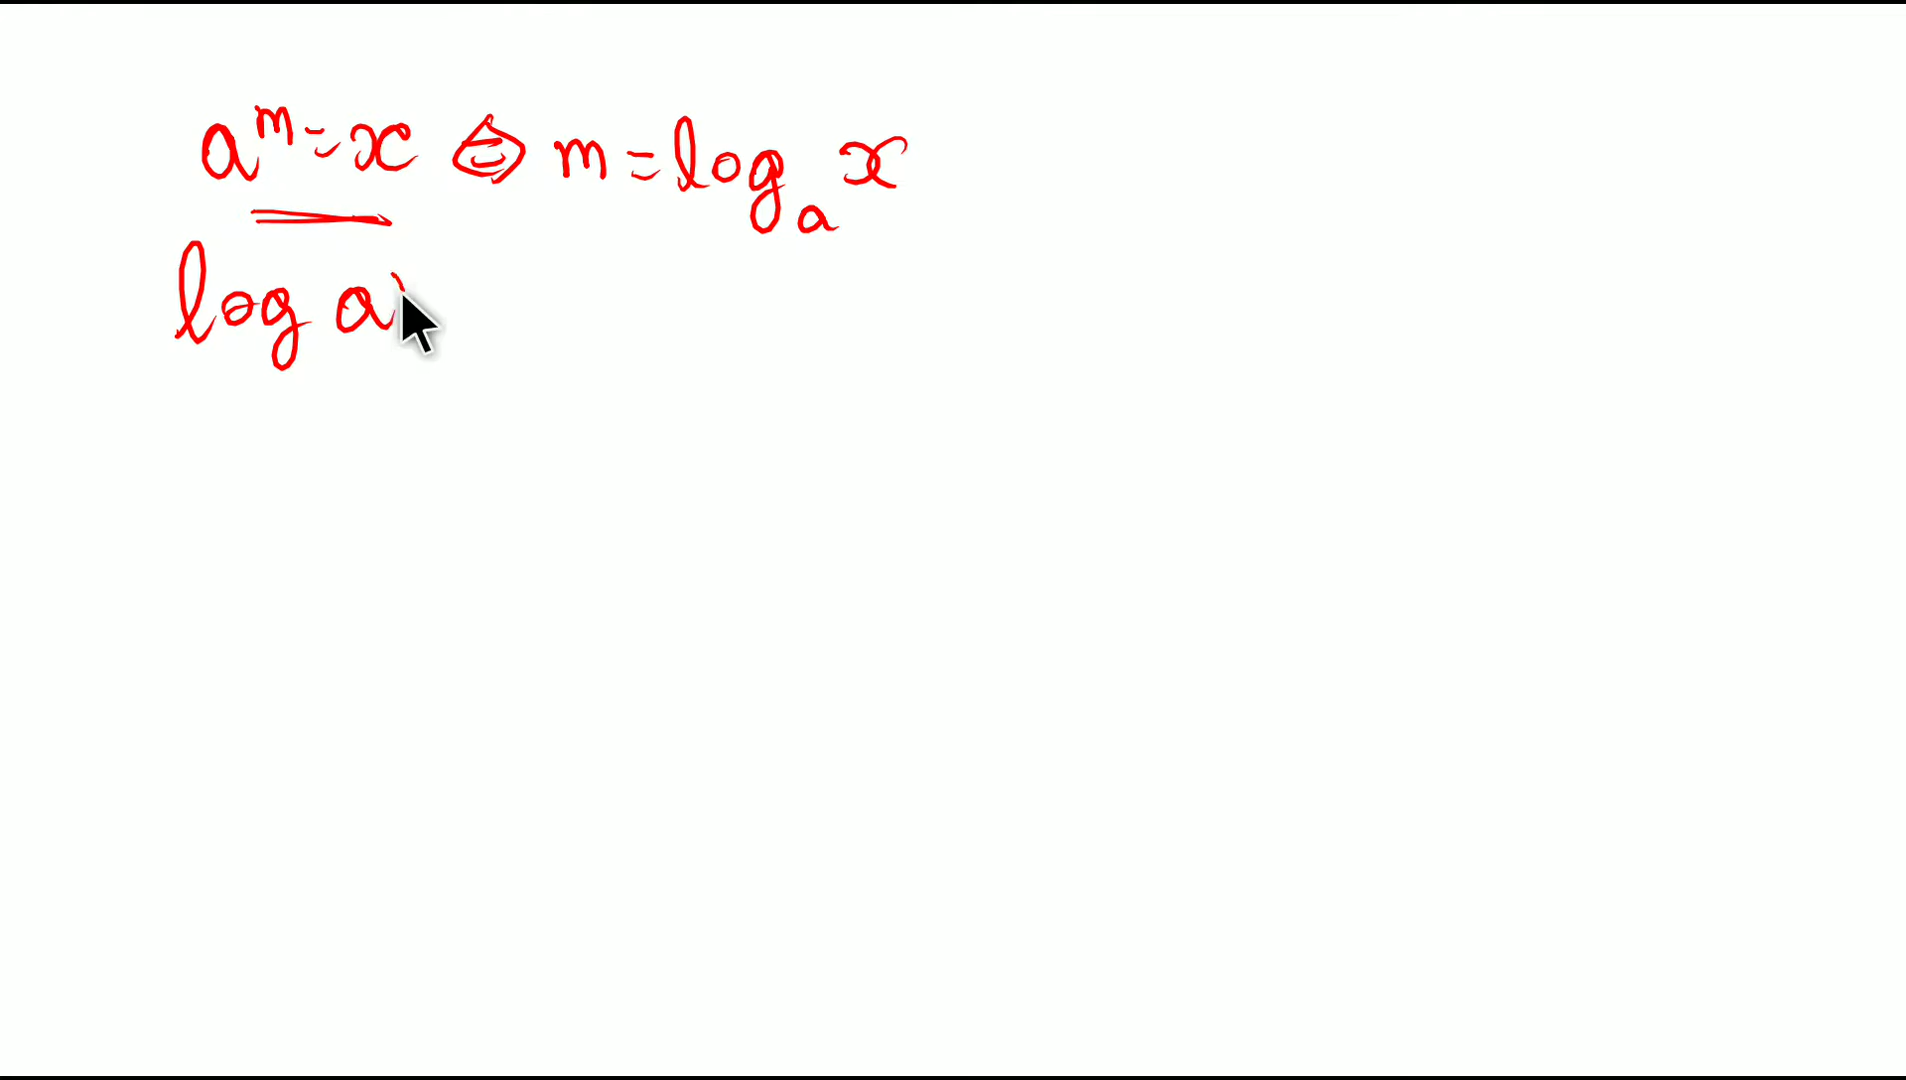 aᵐ = x ⇔ m = logₐ x
log a